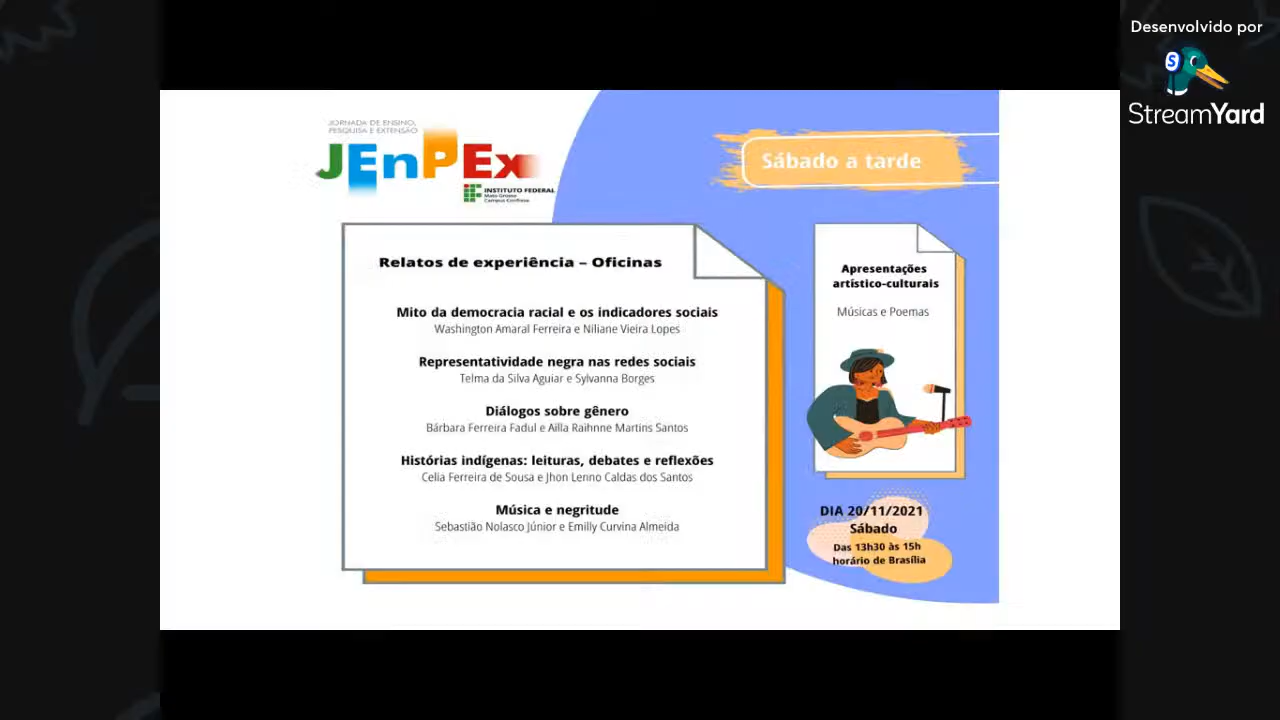 Desenvolvido por
StreamYard
JORNADA DE ENSINO,
PESQUISA E EXTENSÃO
JEnPEx
INSTITUTO FEDERAL
Mato Grosso
Campus Confresa
Sábado a tarde
Relatos de experiência – Oficinas
Mito da democracia racial e os indicadores sociais
Washington Amaral Ferreira e Niliane Vieira Lopes
Representatividade negra nas redes sociais
Telma da Silva Aguiar e Sylvanna Borges
Diálogos sobre gênero
Bárbara Ferreira Fadul e Ailla Raihnne Martins Santos
Histórias indígenas: leituras, debates e reflexões
Celia Ferreira de Sousa e Jhon Lenno Caldas dos Santos
Música e negritude
Sebastião Nolasco Júnior e Emilly Curvina Almeida
Apresentações
artístico-culturais
Músicas e Poemas
DIA 20/11/2021
Sábado
Das 13h30 às 15h
horário de Brasília